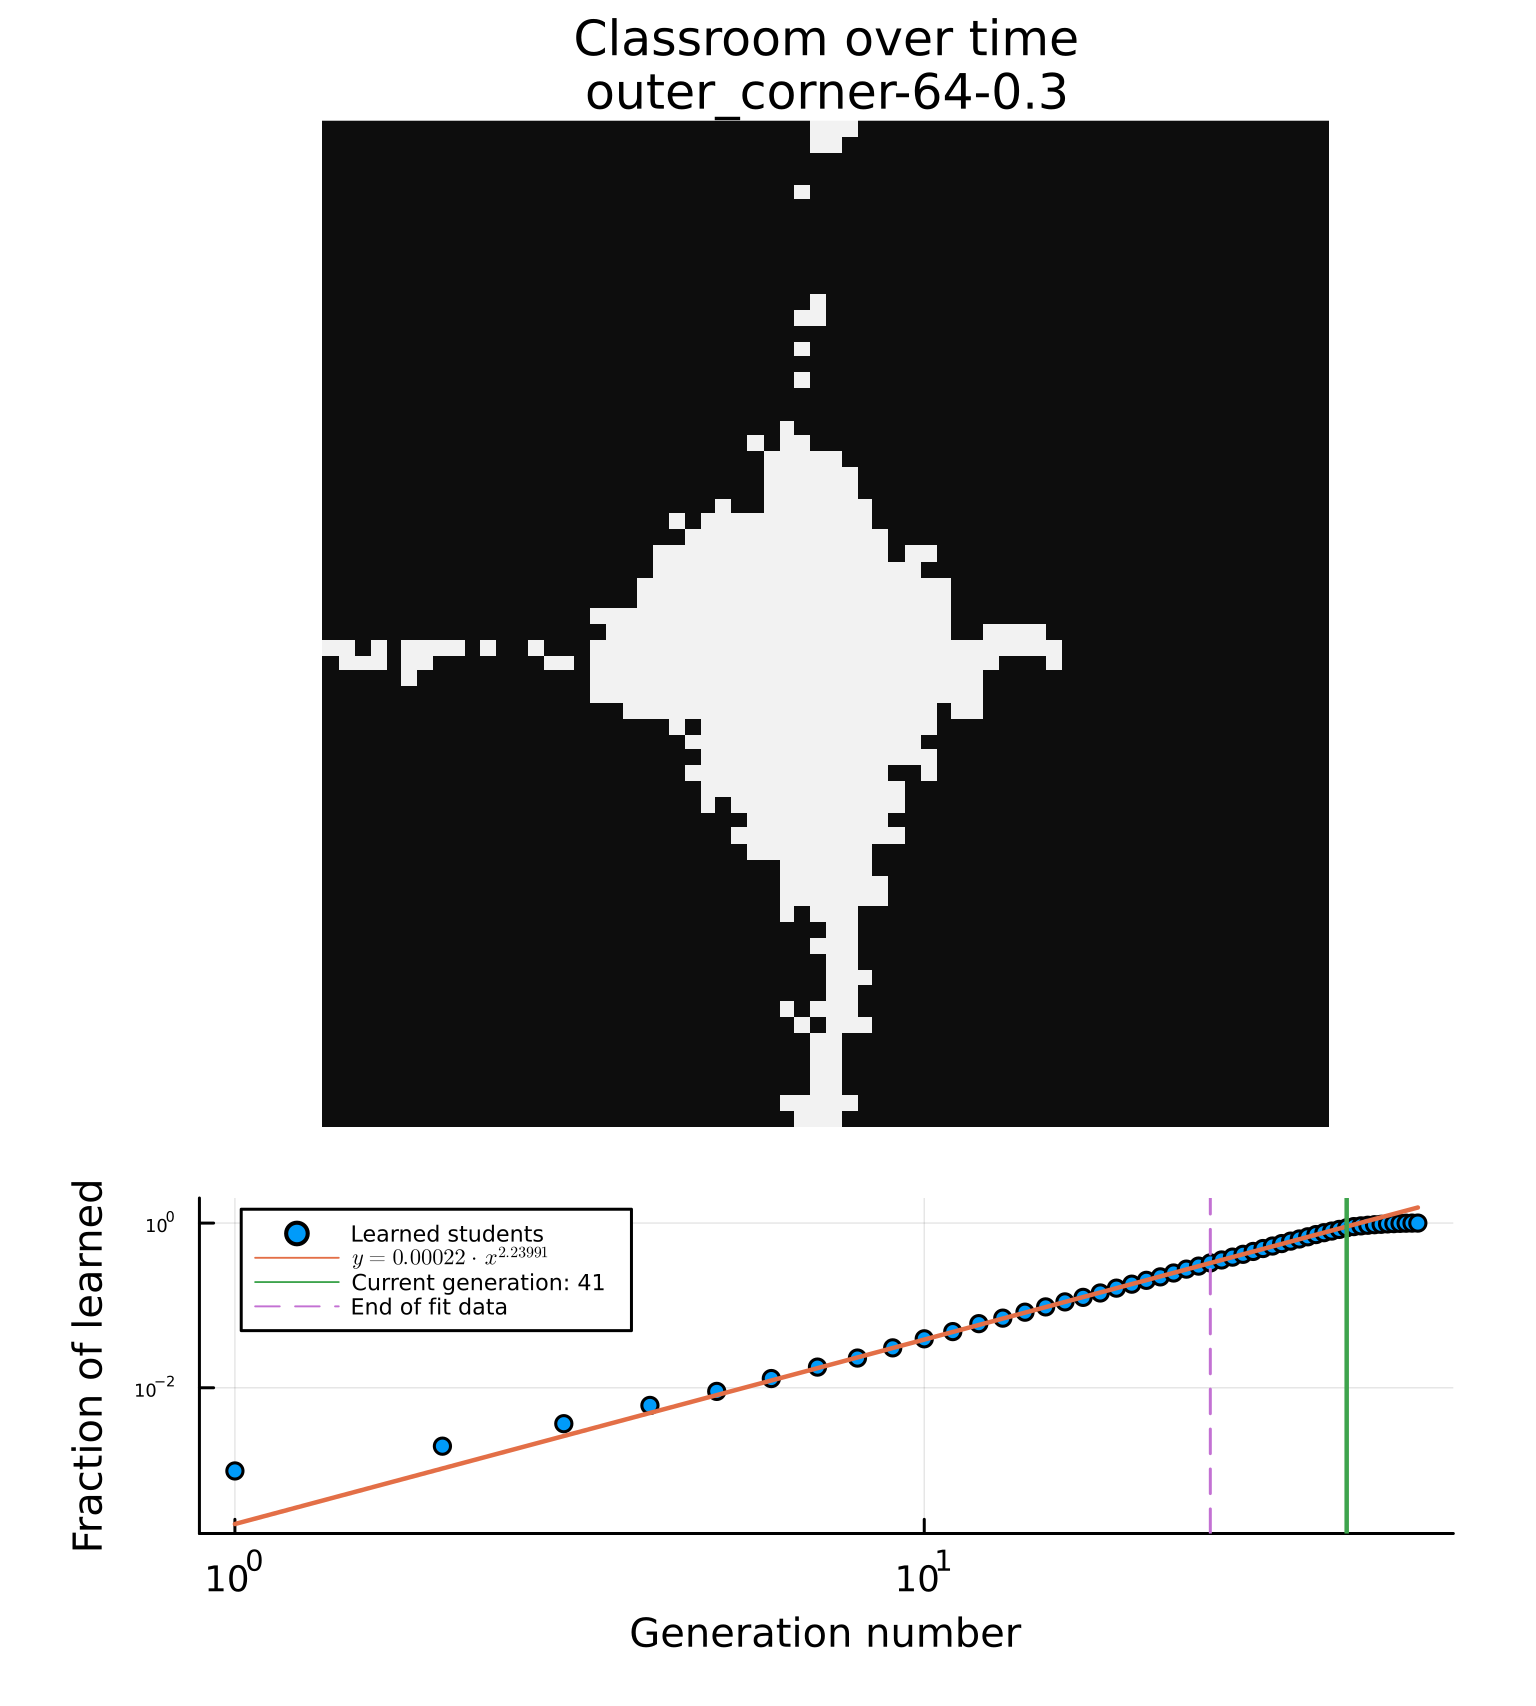 Classroom over time
outer_corner-64-0.3
Fraction of learned
10^0
10^-2
Learned students
y = 0.00022 · x^2.23991
Current generation: 41
End of fit data
10^0
10^1
Generation number